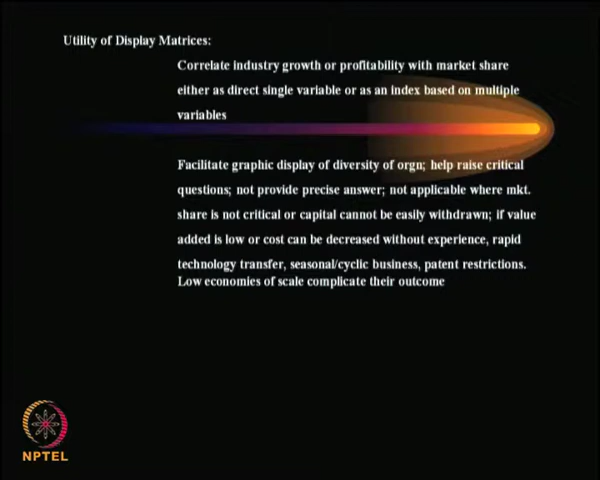 Utility of Display Matrices:
Correlate industry growth or profitability with market share
either as direct single variable or as an index based on multiple
variables
Facilitate graphic display of diversity of orgn; help raise critical
questions; not provide precise answer; not applicable where mkt.
share is not critical or capital cannot be easily withdrawn; if value
added is low or cost can be decreased without experience, rapid
technology transfer, seasonal/cyclic business, patent restrictions.
Low economies of scale complicate their outcome
NPTEL